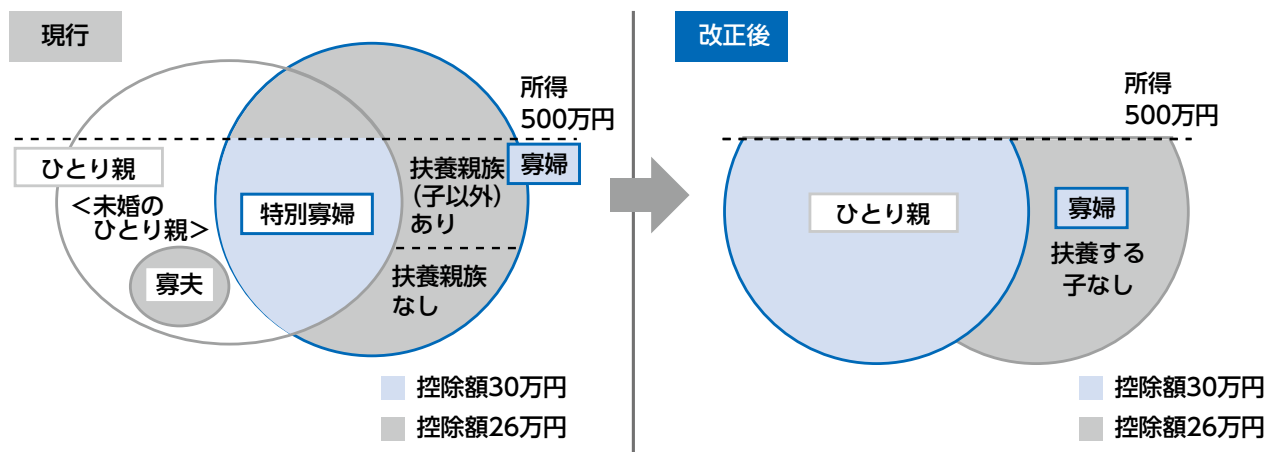 現行
所得
500万円
ひとり親
<未婚の
ひとり親>
特別寡婦
扶養親族
(子以外)
あり
寡婦
寡夫
扶養親族
なし
控除額30万円
控除額26万円
改正後
所得
500万円
ひとり親
寡婦
扶養する
子なし
控除額30万円
控除額26万円